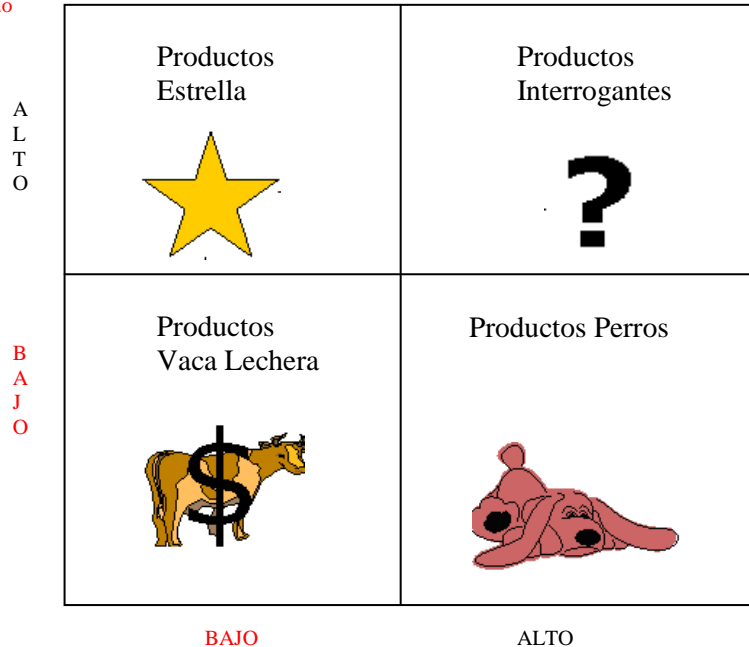 Productos
Estrella
Productos
Interrogantes
A
L
T
O
?
Productos
Vaca Lechera
Productos Perros
B
A
J
O
$
BAJO
ALTO